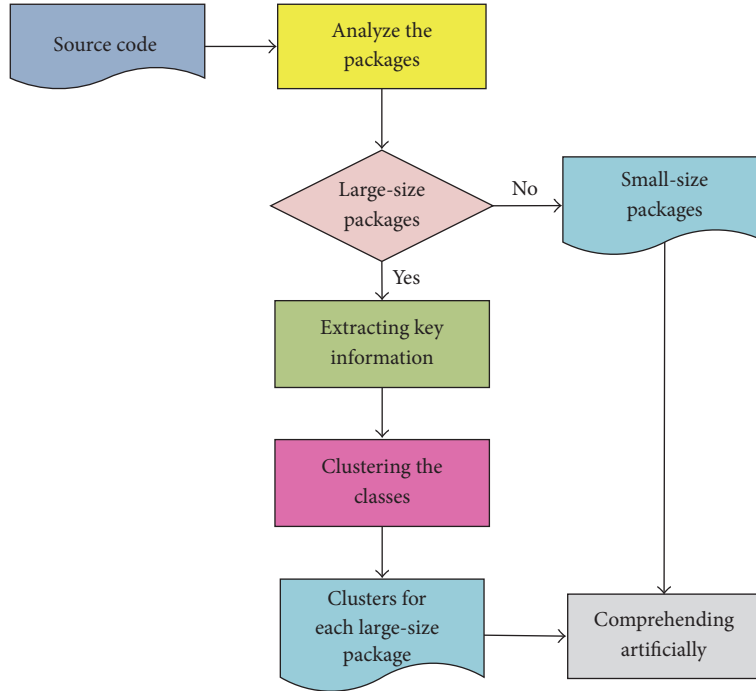 Source code
Analyze the
packages
Large-size
packages
No
Small-size
packages
Yes
Extracting key
information
Clustering the
classes
Clusters for
each large-size
package
Comprehending
artificially